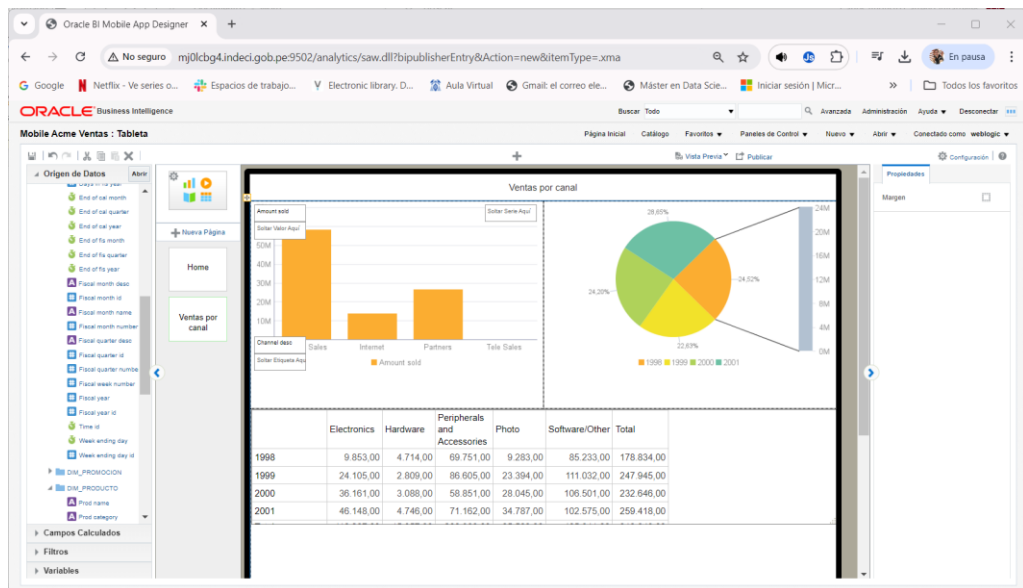 Oracle BI Mobile App Designer
No seguro
mj0lcbg4.indeci.gob.pe:9502/analytics/saw.dll?bipublisherEntry&Action=new&itemType=.xma
En pausa
Google
Netflix - Ve series o...
Espacios de trabajo...
Electronic library. D...
Aula Virtual
Gmail: el correo ele...
Máster en Data Scie...
Iniciar sesión | Micr...
»
Todos los favoritos
ORACLE Business Intelligence
Buscar Todo
Avanzada
Administración
Ayuda
Desconectar
Mobile Acme Ventas : Tableta
Página Inicial
Catálogo
Favoritos
Paneles de Control
Nuevo
Abrir
Conectado como weblogic
Vista Previa
Publicar
Configuración
Origen de Datos
Abrir
End of cal month
End of cal quarter
End of cal year
End of fis month
End of fis quarter
End of fis year
Fiscal month desc
Fiscal month id
Fiscal month name
Fiscal month number
Fiscal quarter desc
Fiscal quarter id
Fiscal quarter numbe
Fiscal week number
Fiscal year
Fiscal year id
Time id
Week ending day
Week ending day id
DIM_PROMOCION
DIM_PRODUCTO
Prod name
Prod category
Campos Calculados
Filtros
Variables
Nueva Página
Home
Ventas por
canal
Ventas por canal
Amount sold
Soltar Valor Aquí
Soltar Serie Aquí
50M
40M
30M
20M
10M
Channel desc
Soltar Etiqueta Aqu
Sales
Internet
Partners
Tele Sales
Amount sold
28,65%
24,52%
22,63%
24,20%
24M
20M
16M
12M
8M
4M
0M
1998 1999 2000 2001
Electronics Hardware Peripherals and Accessories Photo Software/Other Total
1998 9.853,00 4.714,00 69.751,00 9.283,00 85.233,00 178.834,00
1999 24.105,00 2.809,00 86.605,00 23.394,00 111.032,00 247.945,00
2000 36.161,00 3.088,00 58.851,00 28.045,00 106.501,00 232.646,00
2001 46.148,00 4.746,00 71.162,00 34.787,00 102.575,00 259.418,00
Propiedades
Margen